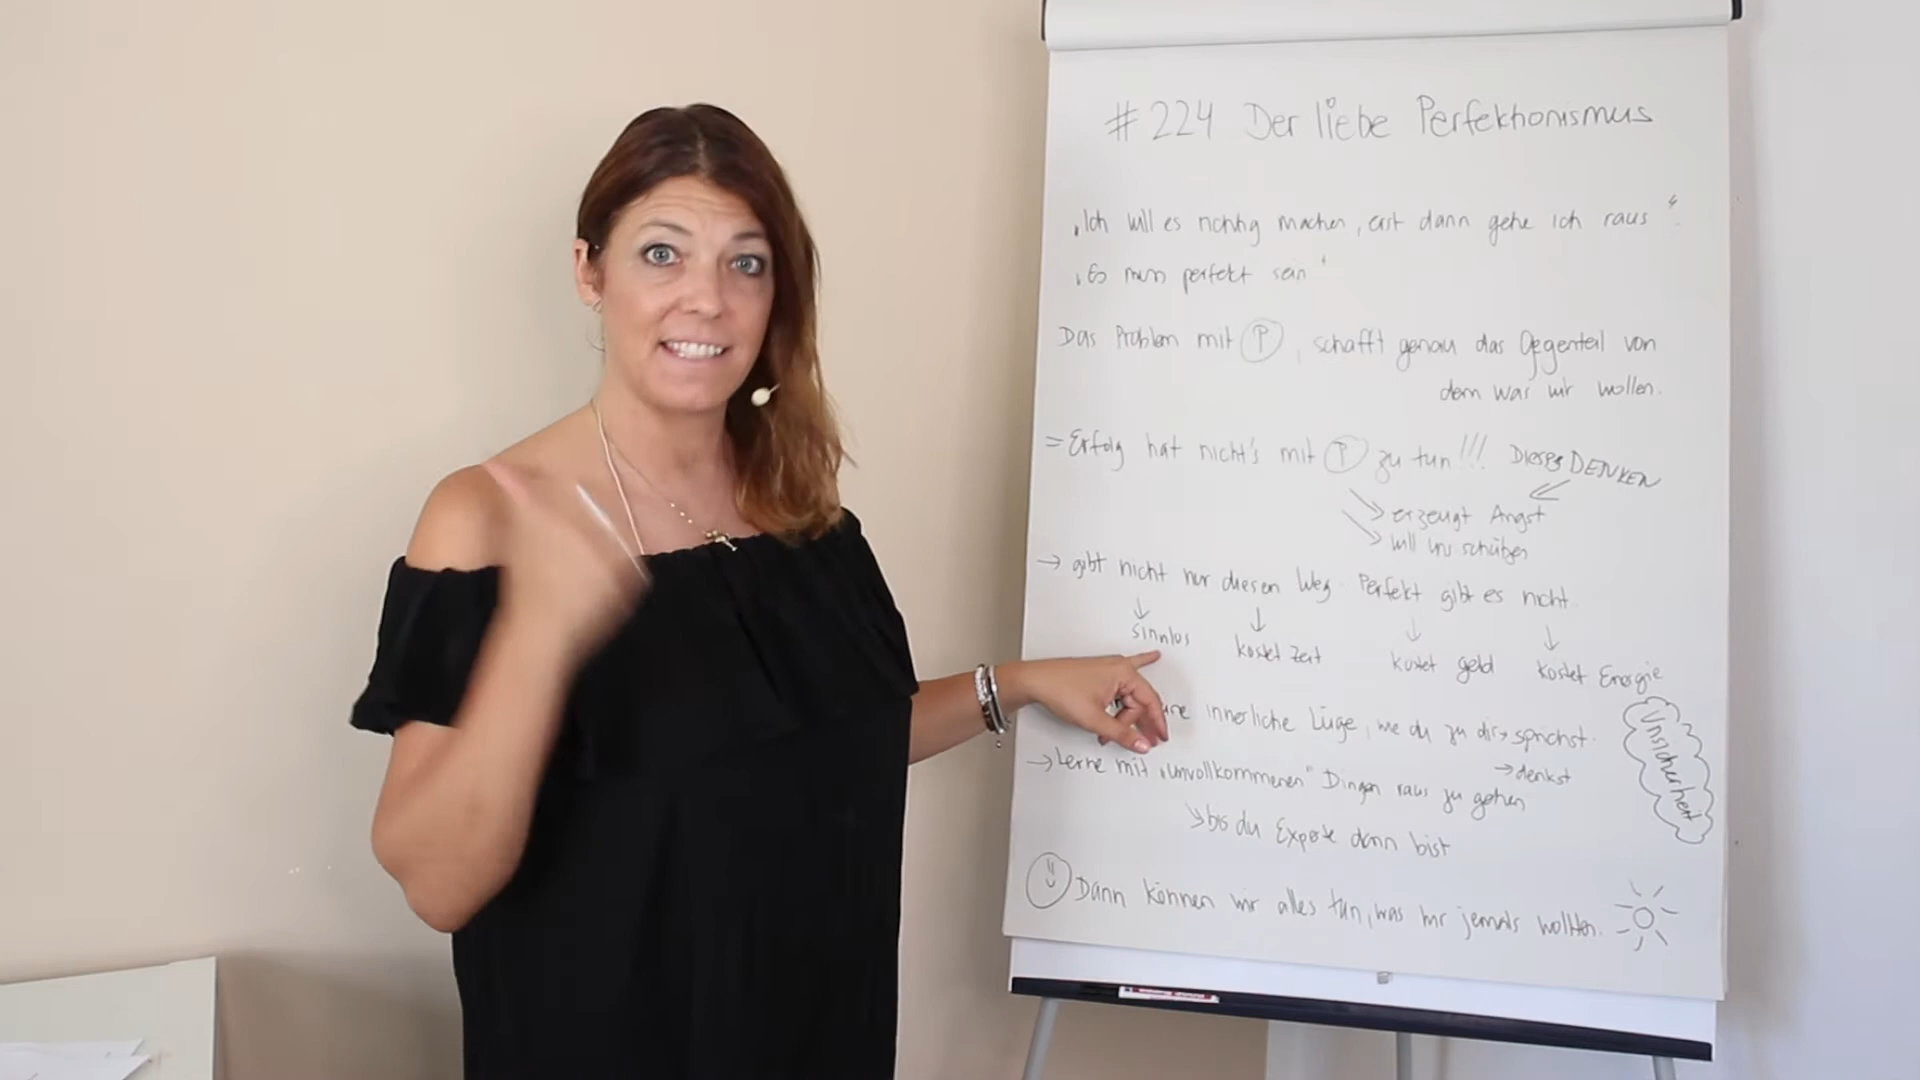 # 224 Der liebe Perfektionismus
„Ich will es richtig machen, erst dann gehe ich raus“.
„Es muss perfekt sein“
Das Problem mit Ⓟ, schafft genau das Gegenteil von
dem was wir wollen.
= Erfolg hat nicht's mit Ⓟ zu tun!!! Dieses DENKEN
↘ erzeugt Angst
↘ will uns schützen
→ gibt nicht nur diesen Weg. Perfekt gibt es nicht.
↓ sinnlos ↓ kostet Zeit ↓ kostet Geld ↓ kostet Energie
innerliche Lüge, wie du zu dir → sprichst.
→ denkst
Unsicherheit
→ Lerne mit „unvollkommenen“ Dingen raus zu gehen
↘ bis du Experte darin bist
Dann können wir alles tun, was wir jemals wollten.